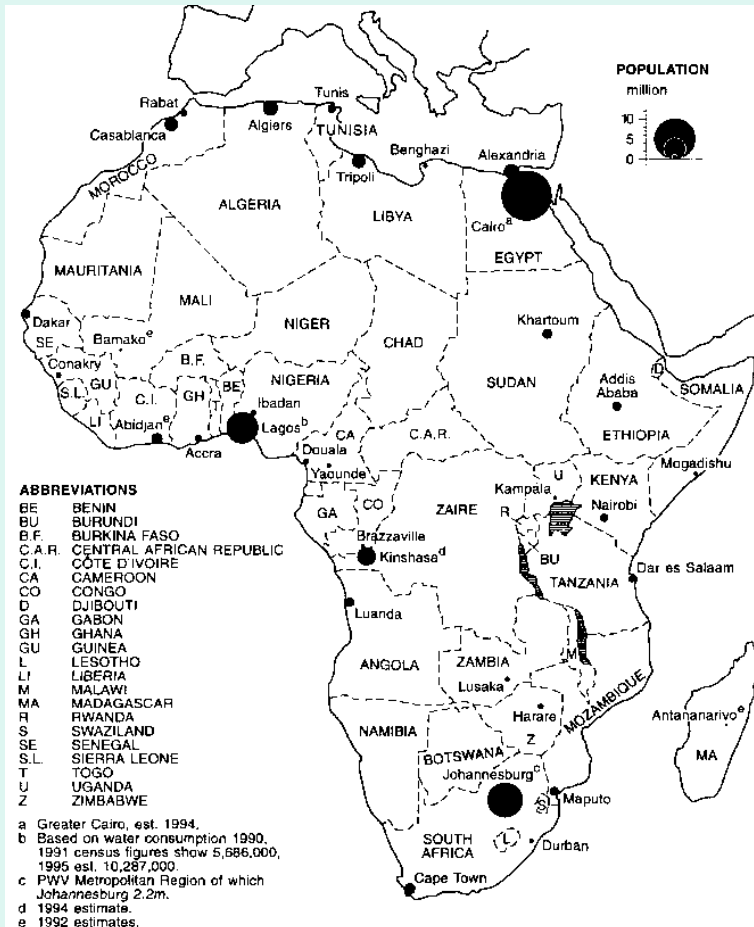 POPULATION
million
10
5
0
Tunis
Rabat
Algiers
TUNISIA
Casablanca
Benghazi
Alexandria
Tripoli
MOROCCO
ALGERIA
LIBYA
Cairo a
EGYPT
MAURITANIA
MALI
NIGER
CHAD
Khartoum
Dakar
SE
Bamako e
B.F.
BE
NIGERIA
SUDAN
Addis
Ababa
D
SOMALIA
Conakry
GU
S.L.
C.I.
GH
T
Ibadan
LI
Abidjan e
Lagos b
CA
C.A.R.
ETHIOPIA
Accra
Douala
Yaounde
Mogadishu
U
KENYA
Kampala
Nairobi
GA
CO
ZAIRE
R
Brazzaville
Kinshasa d
BU
TANZANIA
Dar es Salaam
Luanda
ANGOLA
ZAMBIA
M
Lusaka
MOZAMBIQUE
Harare
Antananarivo e
NAMIBIA
Z
MA
BOTSWANA
Johannesburg c
S
Maputo
SOUTH
AFRICA
L
Durban
Cape Town
ABBREVIATIONS
BE BENIN
BU BURUNDI
B.F. BURKINA FASO
C.A.R. CENTRAL AFRICAN REPUBLIC
C.I. CÔTE D'IVOIRE
CA CAMEROON
CO CONGO
D DJIBOUTI
GA GABON
GH GHANA
GU GUINEA
L LESOTHO
LI LIBERIA
M MALAWI
MA MADAGASCAR
R RWANDA
S SWAZILAND
SE SENEGAL
S.L. SIERRA LEONE
T TOGO
U UGANDA
Z ZIMBABWE
a Greater Cairo, est. 1994.
b Based on water consumption 1990,
1991 census figures show 5,686,000,
1995 est. 10,287,000.
c PWV Metropolitan Region of which
Johannesburg 2.2m.
d 1994 estimate.
e 1992 estimates.